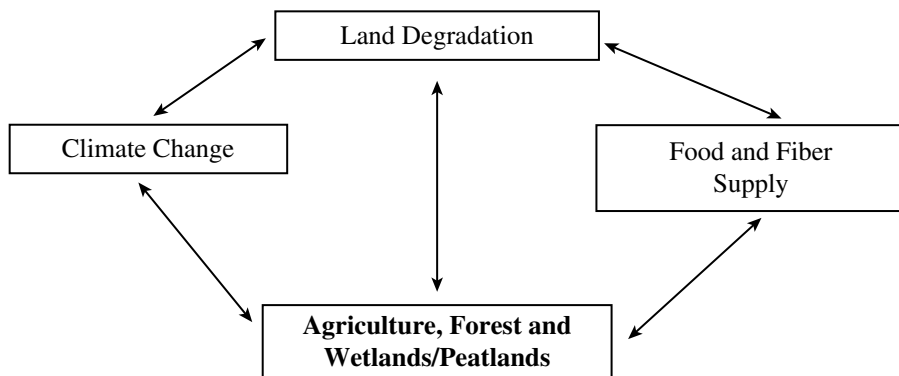 Land Degradation
Climate Change
Food and Fiber
Supply
Agriculture, Forest and
Wetlands/Peatlands